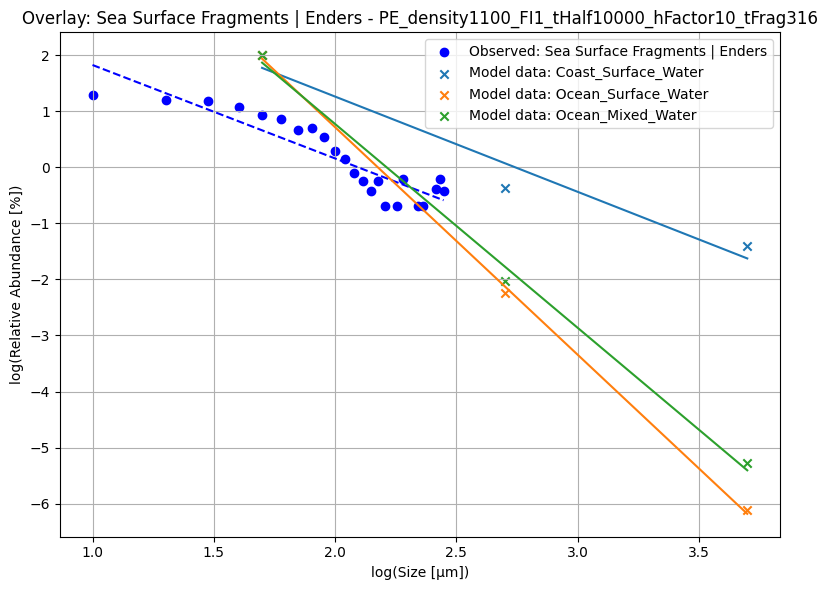 Overlay: Sea Surface Fragments | Enders - PE_density1100_FI1_tHalf10000_hFactor10_tFrag316
Observed: Sea Surface Fragments | Enders
Model data: Coast_Surface_Water
Model data: Ocean_Surface_Water
Model data: Ocean_Mixed_Water
log(Relative Abundance [%])
2
1
0
−1
−2
−3
−4
−5
−6
1.0
1.5
2.0
2.5
3.0
3.5
log(Size [μm])